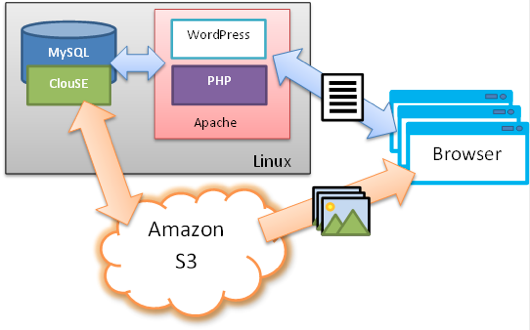 MySQL
ClouSE
WordPress
PHP
Apache
Linux
Browser
Amazon
S3